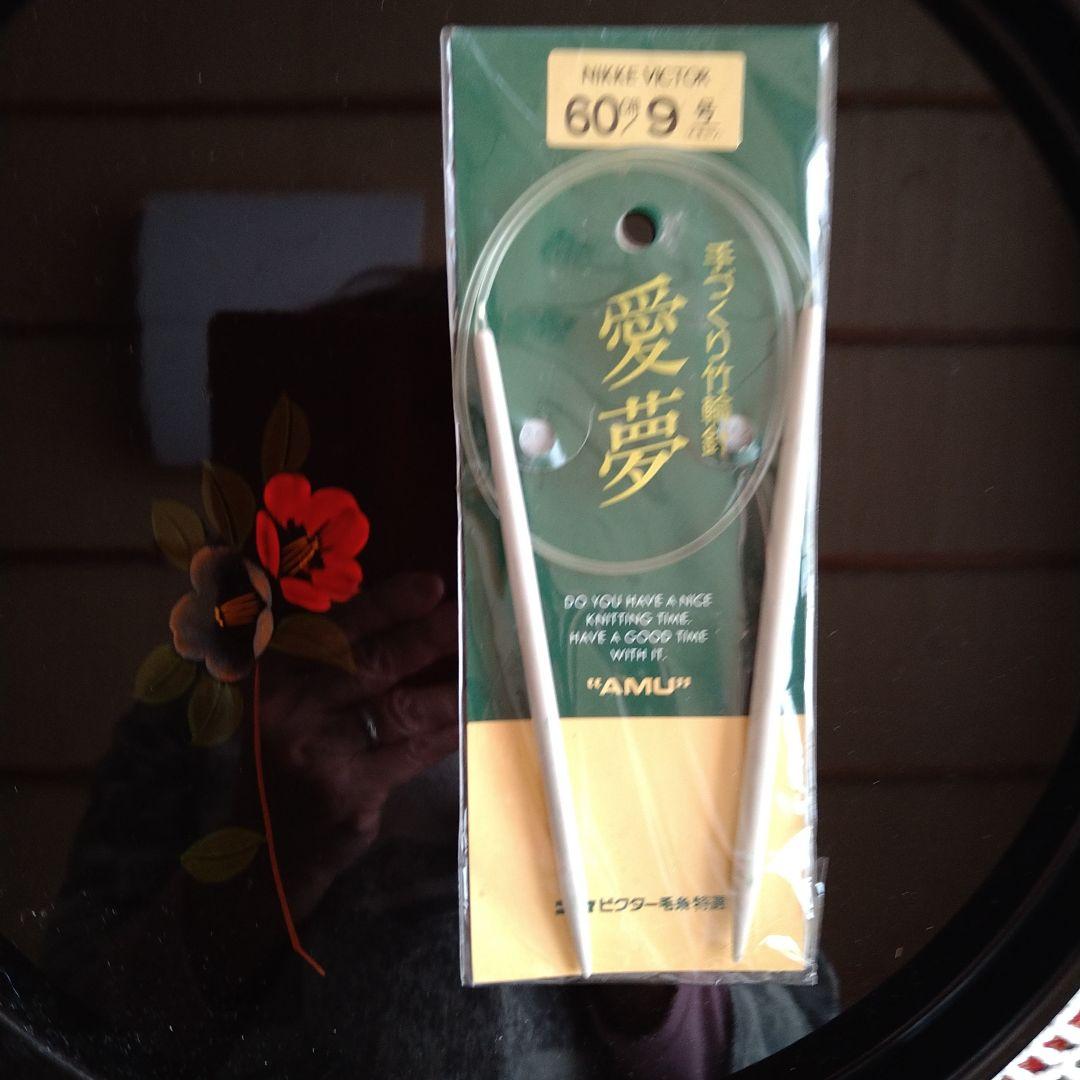 NIKKE VICTOR
60cm 9 号
手づくり竹編針
愛夢
DO YOU HAVE A NICE
KNITTING TIME.
HAVE A GOOD TIME
WITH IT.
“AMU”
ビクター毛糸特選